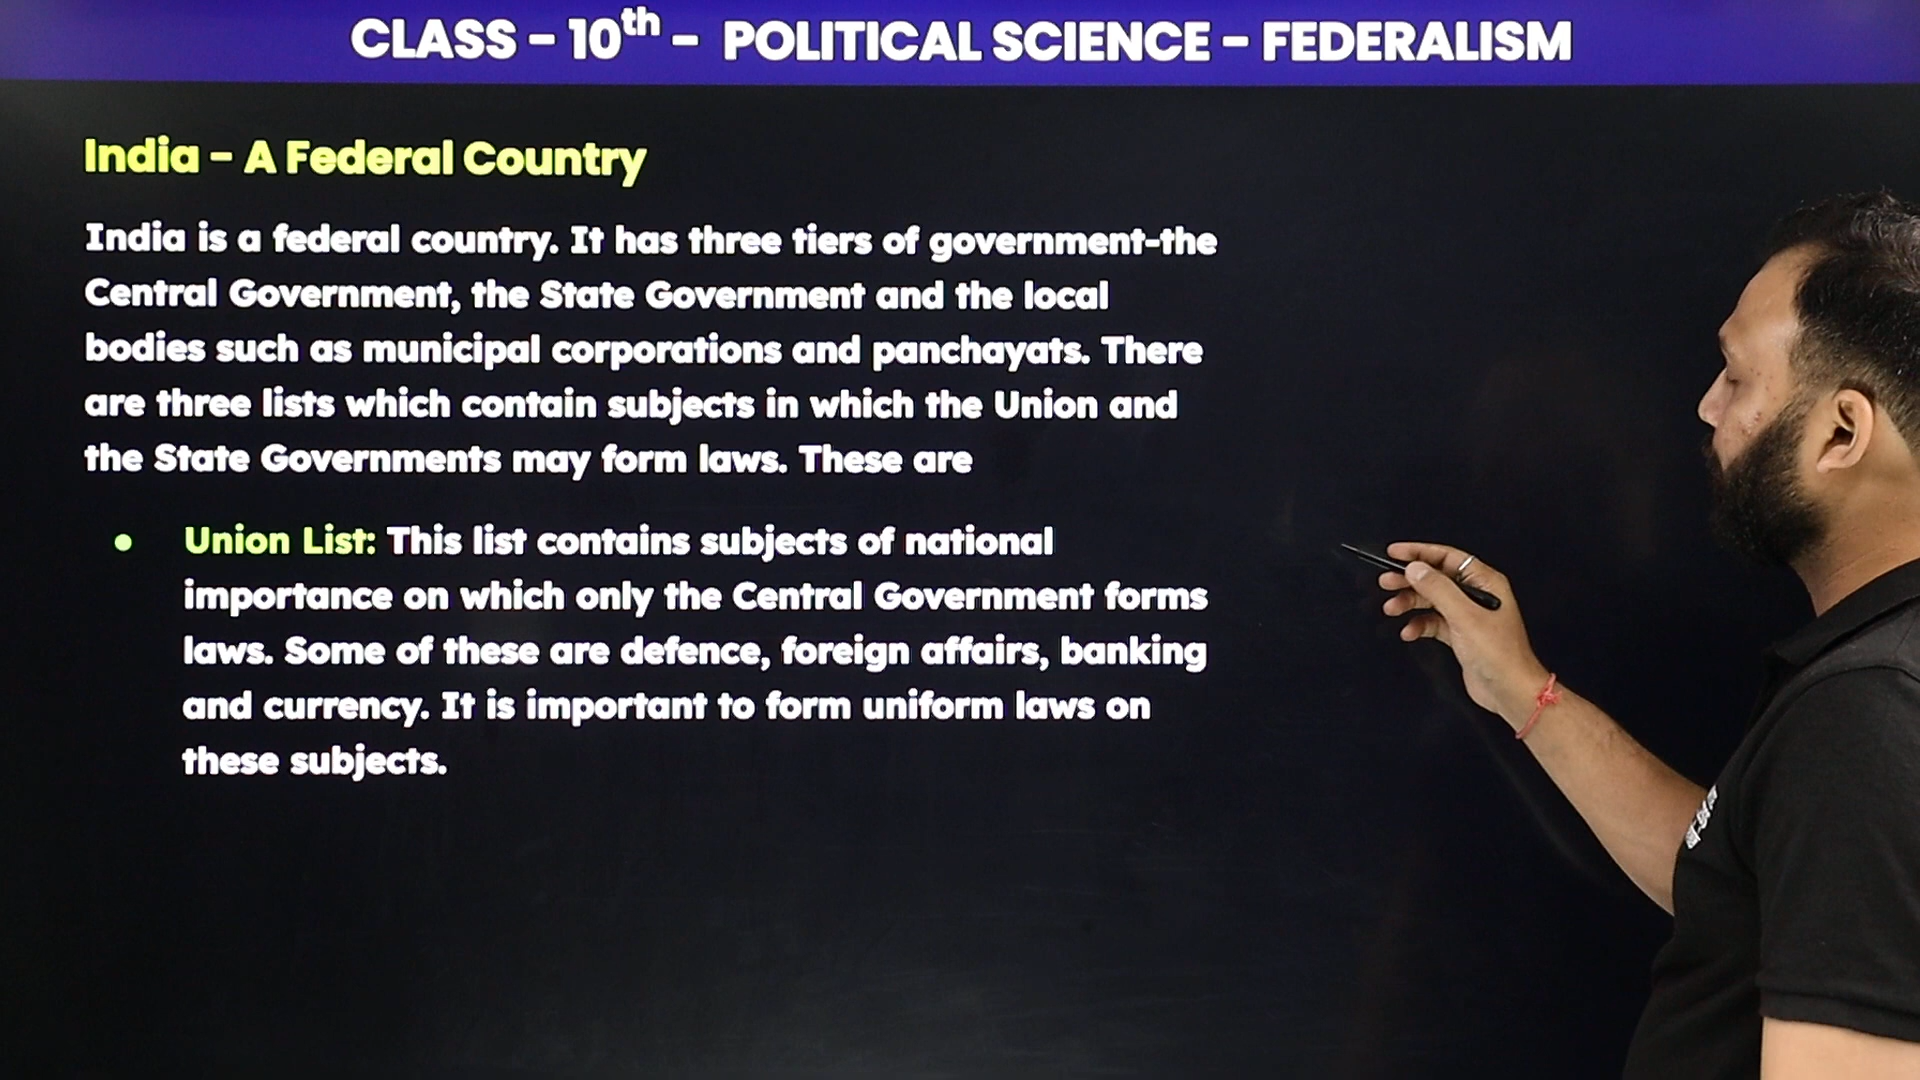 CLASS – 10th – POLITICAL SCIENCE – FEDERALISM
India – A Federal Country
India is a federal country. It has three tiers of government-the
Central Government, the State Government and the local
bodies such as municipal corporations and panchayats. There
are three lists which contain subjects in which the Union and
the State Governments may form laws. These are
• Union List: This list contains subjects of national
importance on which only the Central Government forms
laws. Some of these are defence, foreign affairs, banking
and currency. It is important to form uniform laws on
these subjects.